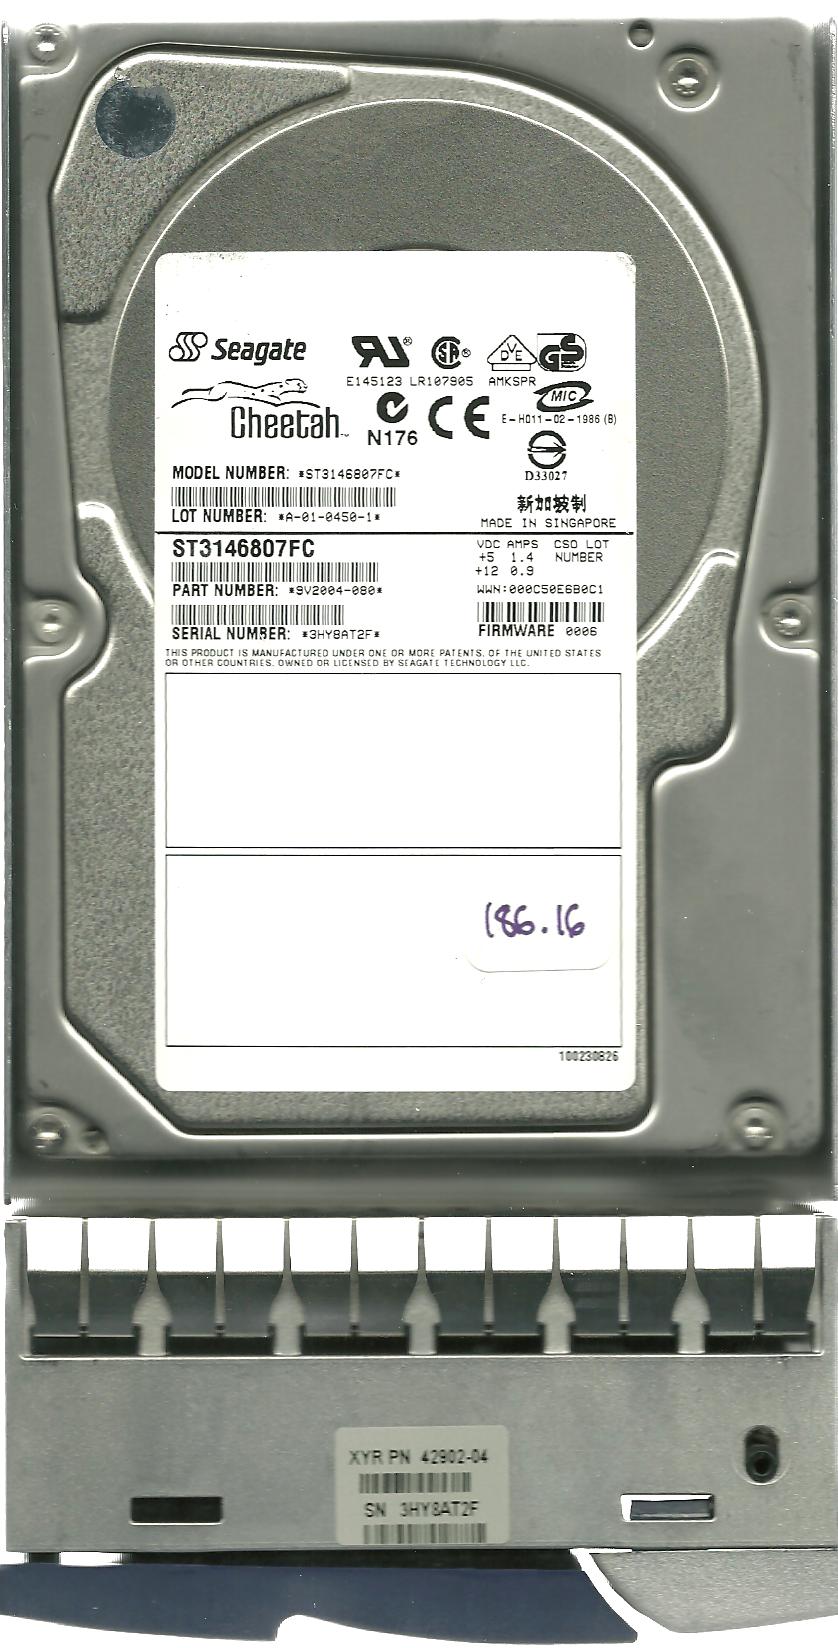 Seagate
E145123 LR107905 AMKSPR
Cheetah™
N176
MIC
E-H011-02-1986 (B)
D33027
MODEL NUMBER: *ST3146807FC*
LOT NUMBER: *A-01-0450-1*
新加坡制
MADE IN SINGAPORE
ST3146807FC
VDC AMPS CSO LOT
+5 1.4 NUMBER
+12 0.9
PART NUMBER: *9V2004-080*
WWN:000C50E6B0C1
SERIAL NUMBER: *3HY8AT2F*
FIRMWARE 0006
THIS PRODUCT IS MANUFACTURED UNDER ONE OR MORE PATENTS, OF THE UNITED STATES
OR OTHER COUNTRIES. OWNED OR LICENSED BY SEAGATE TECHNOLOGY LLC.
186.16
100230826
XYR PN 42902-04
SN 3HY8AT2F